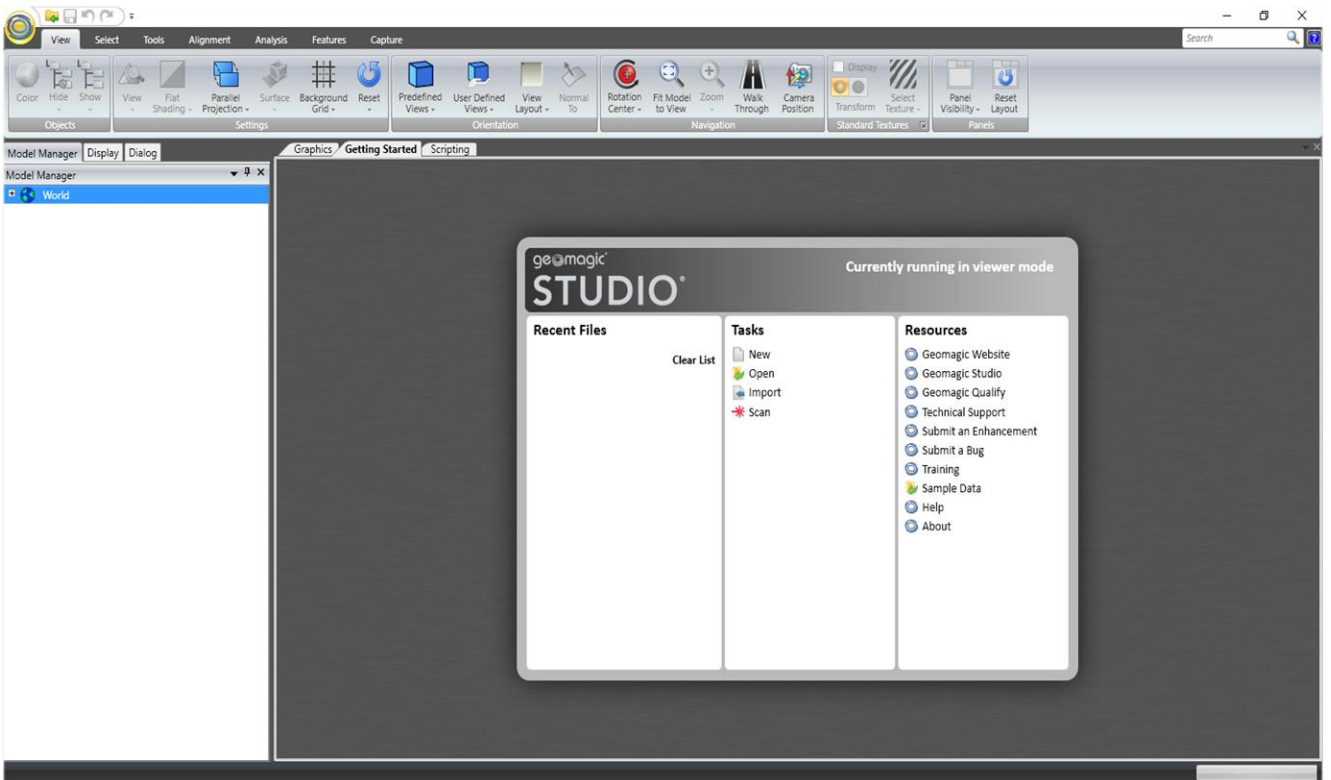 View Select Tools Alignment Analysis Features Capture
Search
Color Hide Show
Objects
View Flat Shading Parallel Projection Surface Background Grid Reset
Settings
Predefined Views User Defined Views View Layout Normal To
Orientation
Rotation Center Fit Model to View Zoom Walk Through Camera Position
Navigation
Display
Transform Select Texture
Standard Textures
Panel Visibility Reset Layout
Panels
Model Manager Display Dialog
Graphics Getting Started Scripting
Model Manager
World
geomagic
STUDIO
Currently running in viewer mode
Recent Files
Clear List
Tasks
New
Open
Import
Scan
Resources
Geomagic Website
Geomagic Studio
Geomagic Qualify
Technical Support
Submit an Enhancement
Submit a Bug
Training
Sample Data
Help
About